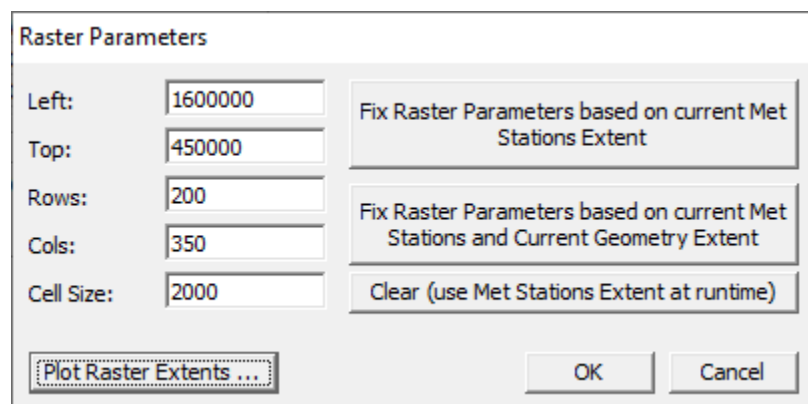 Raster Parameters
Left:
1600000
Fix Raster Parameters based on current Met
Stations Extent
Top:
450000
Rows:
200
Fix Raster Parameters based on current Met
Stations and Current Geometry Extent
Cols:
350
Cell Size:
2000
Clear (use Met Stations Extent at runtime)
Plot Raster Extents ...
OK
Cancel